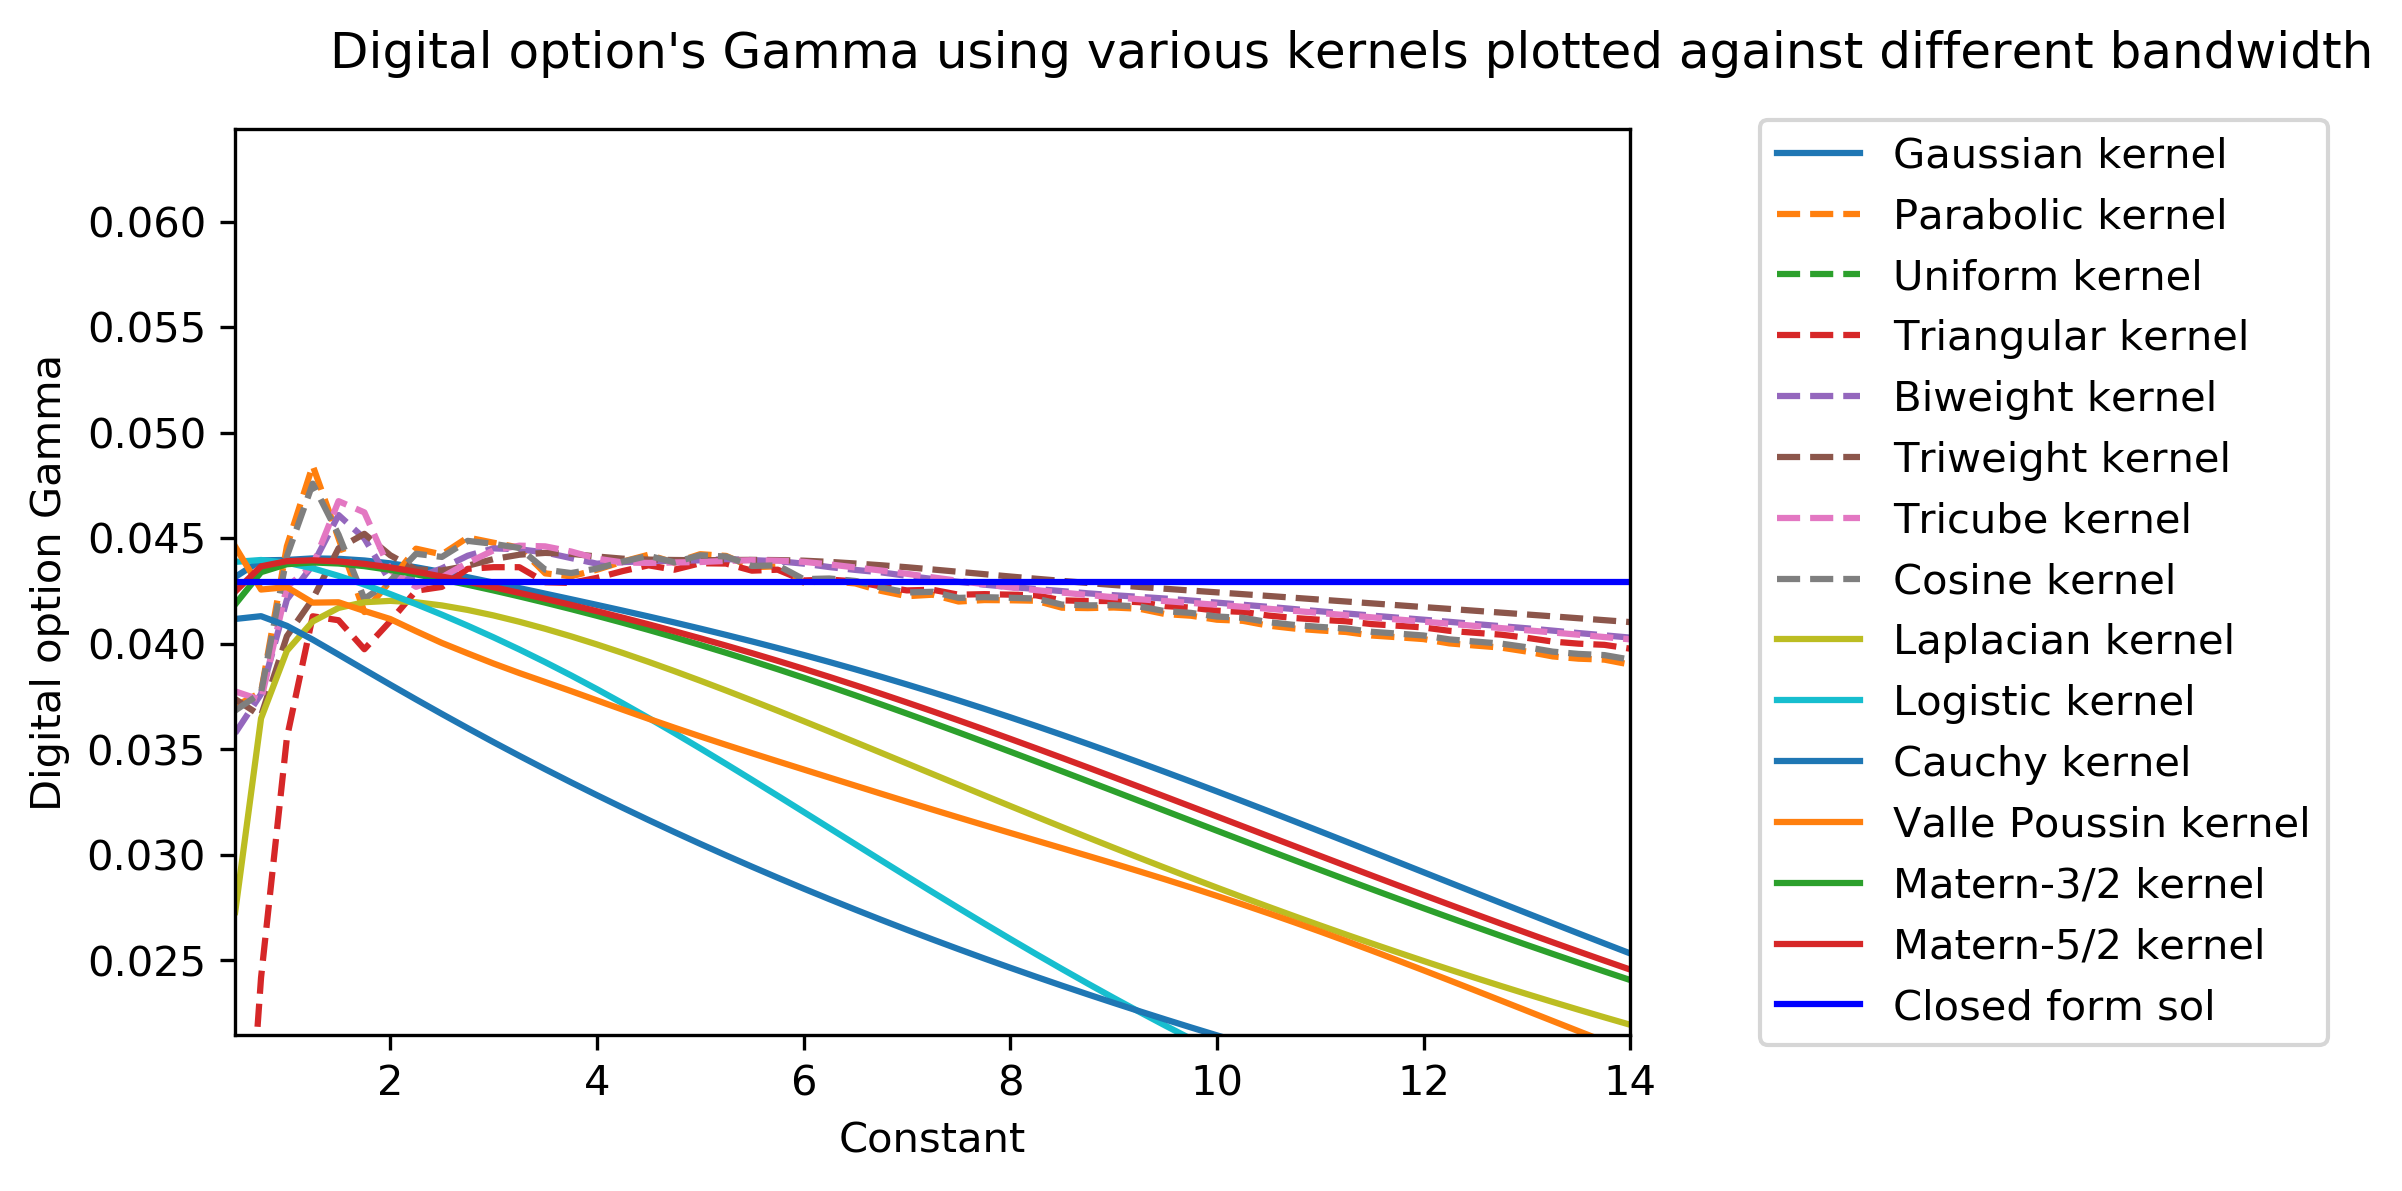 Digital option's Gamma using various kernels plotted against different bandwidth
Digital option Gamma
0.060
0.055
0.050
0.045
0.040
0.035
0.030
0.025
2
4
6
8
10
12
14
Constant
Gaussian kernel
Parabolic kernel
Uniform kernel
Triangular kernel
Biweight kernel
Triweight kernel
Tricube kernel
Cosine kernel
Laplacian kernel
Logistic kernel
Cauchy kernel
Valle Poussin kernel
Matern-3/2 kernel
Matern-5/2 kernel
Closed form sol